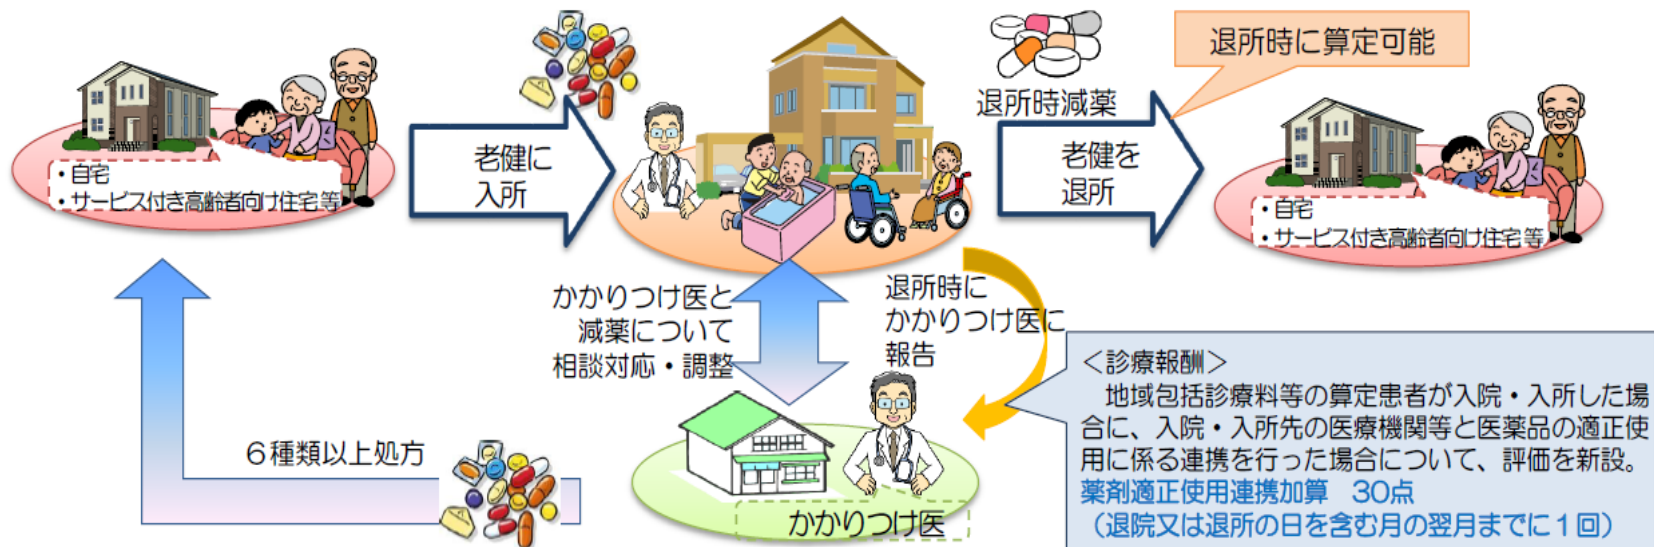 退所時に算定可能
退所時減薬
老健に
入所
老健を
退所
・自宅
・サービス付き高齢者向け住宅等
・自宅
・サービス付き高齢者向け住宅等
かかりつけ医と
減薬について
相談対応・調整
退所時に
かかりつけ医に
報告
6種類以上処方
かかりつけ医
＜診療報酬＞
　地域包括診療料等の算定患者が入院・入所した場
合に、入院・入所先の医療機関等と医薬品の適正使
用に係る連携を行った場合について、評価を新設。
薬剤適正使用連携加算　30点
（退院又は退所の日を含む月の翌月までに１回）